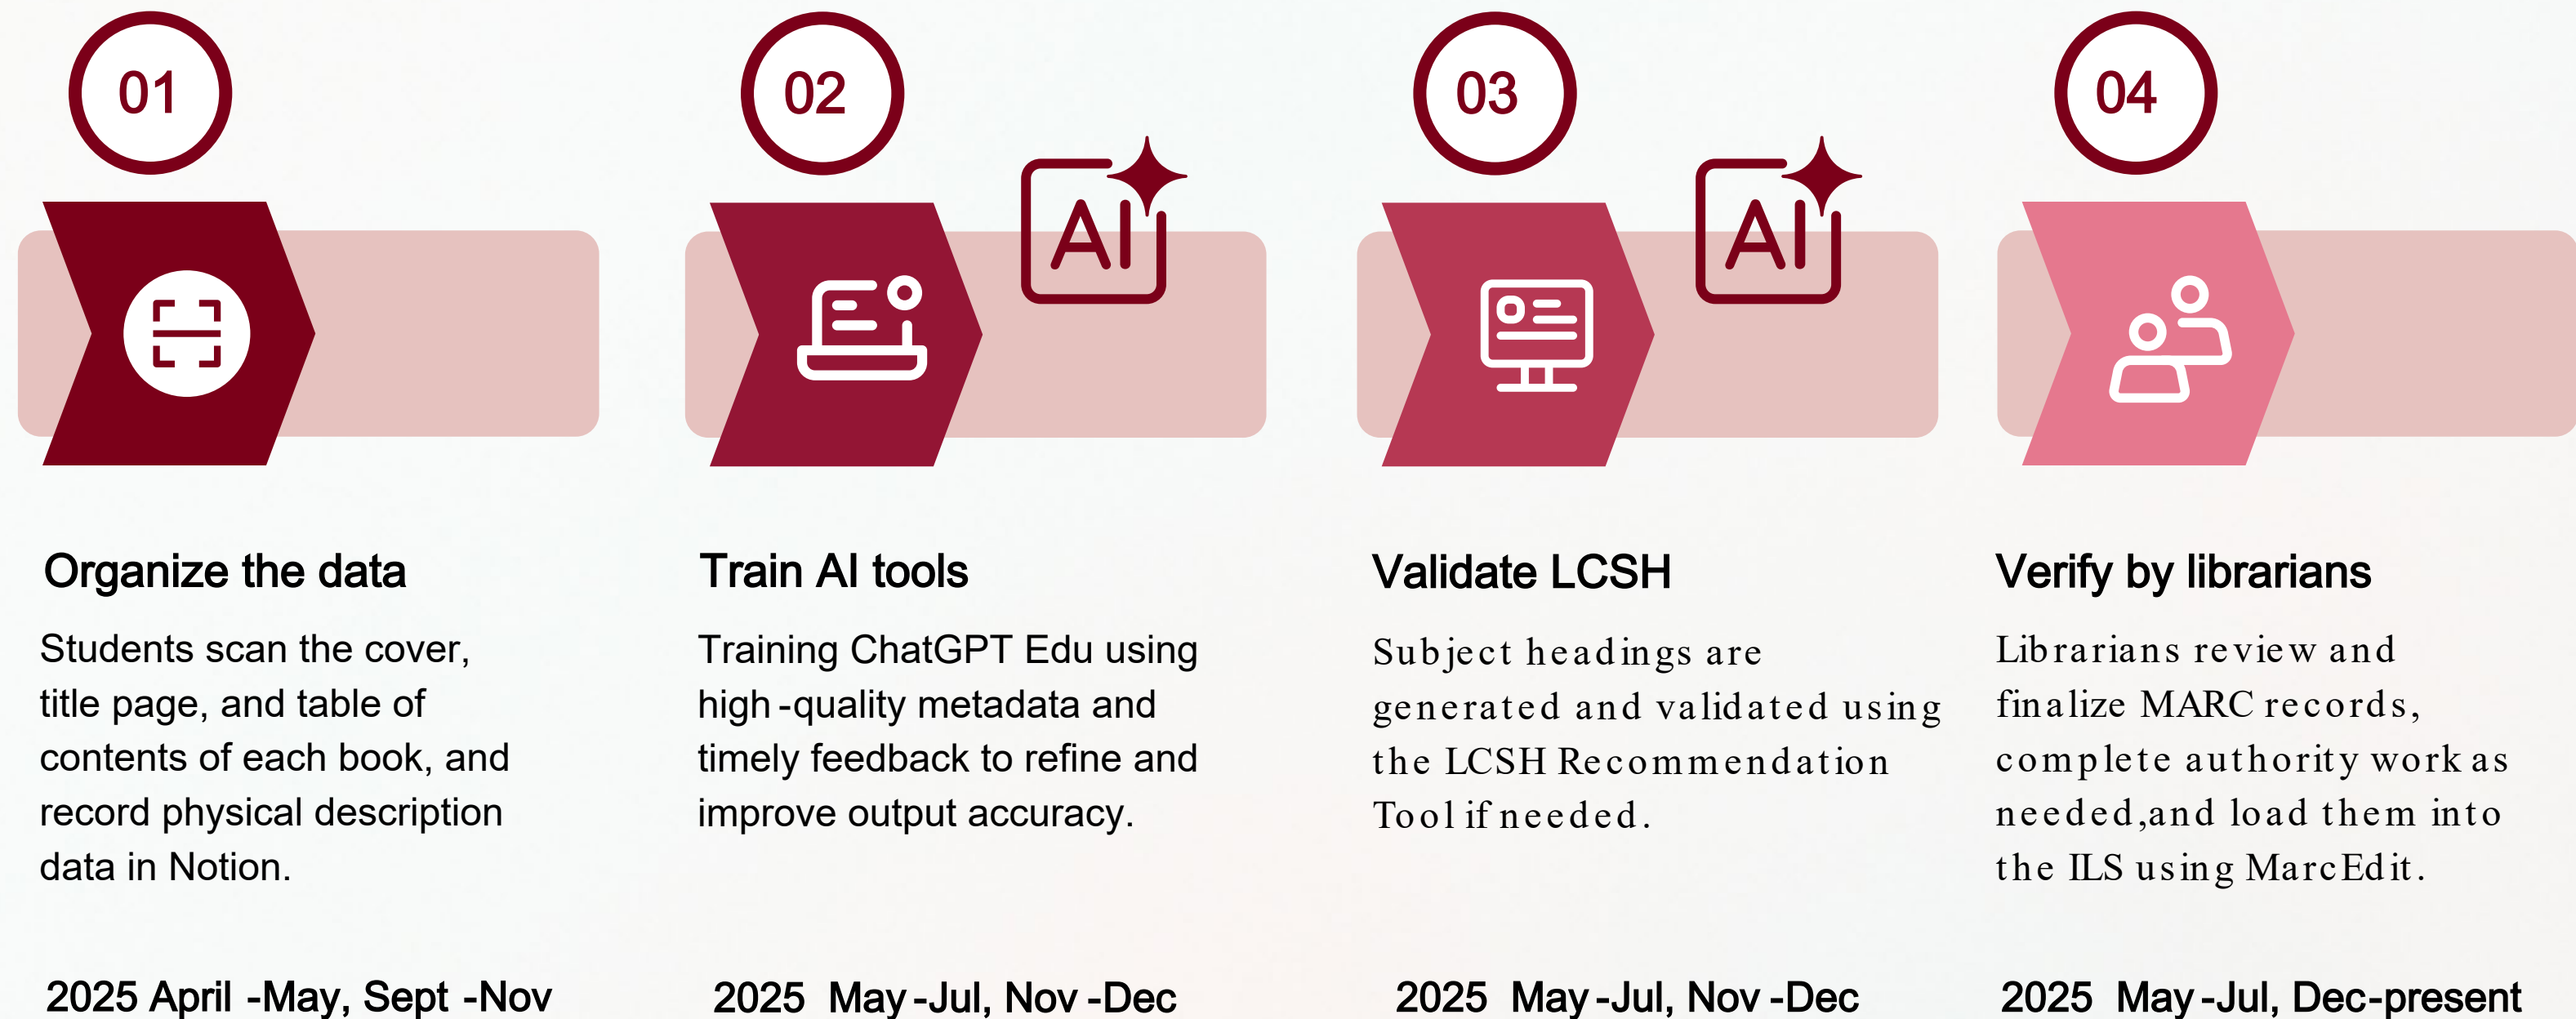 01
02
03
04
AI
AI
Organize the data
Students scan the cover,
title page, and table of
contents of each book, and
record physical description
data in Notion.
2025 April -May, Sept -Nov
Train AI tools
Training ChatGPT Edu using
high -quality metadata and
timely feedback to refine and
improve output accuracy.
2025 May -Jul, Nov -Dec
Validate LCSH
Subject headings are
generated and validated using
the LCSH Recommendation
Tool if needed.
2025 May -Jul, Nov -Dec
Verify by librarians
Librarians review and
finalize MARC records,
complete authority work as
needed,and load them into
the ILS using MarcEdit.
2025 May -Jul, Dec-present